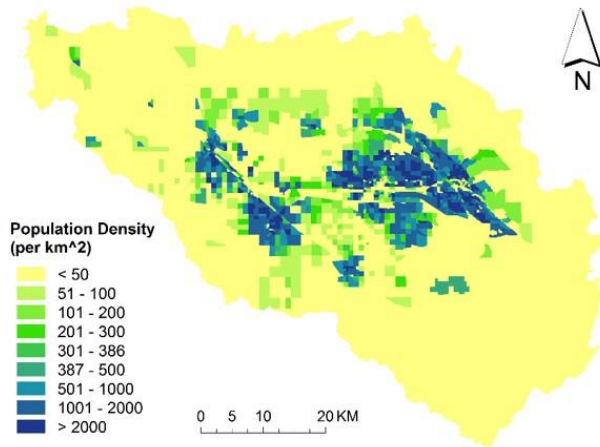 N
Population Density
(per km^2)
< 50
51 - 100
101 - 200
201 - 300
301 - 386
387 - 500
501 - 1000
1001 - 2000
> 2000
0 5 10 20 KM